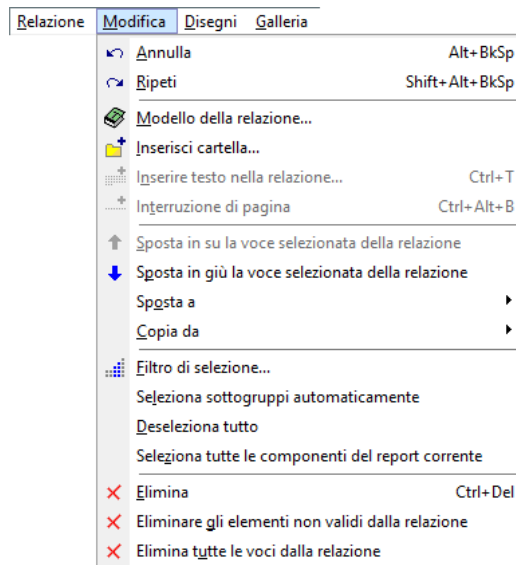 Relazione Modifica Disegni Galleria
Annulla Alt+BkSp
Ripeti Shift+Alt+BkSp
Modello della relazione...
Inserisci cartella...
Inserire testo nella relazione... Ctrl+T
Interruzione di pagina Ctrl+Alt+B
Sposta in su la voce selezionata della relazione
Sposta in giù la voce selezionata della relazione
Sposta a
Copia da
Filtro di selezione...
Seleziona sottogruppi automaticamente
Deseleziona tutto
Seleziona tutte le componenti del report corrente
Elimina Ctrl+Del
Eliminare gli elementi non validi dalla relazione
Elimina tutte le voci dalla relazione